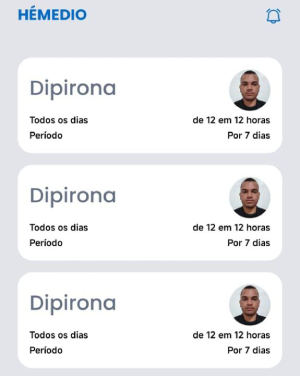 HÉMEDIO
Dipirona
Todos os dias de 12 em 12 horas
Período Por 7 dias
Dipirona
Todos os dias de 12 em 12 horas
Período Por 7 dias
Dipirona
Todos os dias de 12 em 12 horas
Período Por 7 dias